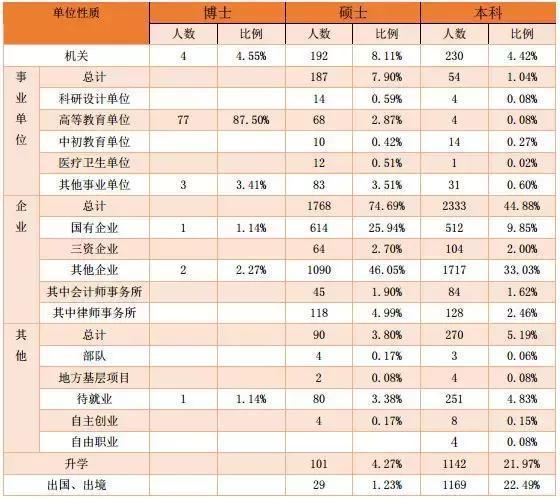 单位性质 博士 硕士 本科
人数 比例 人数 比例 人数 比例
机关 4 4.55% 192 8.11% 230 4.42%
事业单位 总计 187 7.90% 54 1.04%
科研设计单位 14 0.59% 4 0.08%
高等教育单位 77 87.50% 68 2.87% 4 0.08%
中初教育单位 10 0.42% 14 0.27%
医疗卫生单位 12 0.51% 1 0.02%
其他事业单位 3 3.41% 83 3.51% 31 0.60%
企业 总计 1768 74.69% 2333 44.88%
国有企业 1 1.14% 614 25.94% 512 9.85%
三资企业 64 2.70% 104 2.00%
其他企业 2 2.27% 1090 46.05% 1717 33.03%
其中会计师事务所 45 1.90% 84 1.62%
其中律师事务所 118 4.99% 128 2.46%
其他 总计 90 3.80% 270 5.19%
部队 4 0.17% 3 0.06%
地方基层项目 2 0.08% 4 0.08%
待就业 1 1.14% 80 3.38% 251 4.83%
自主创业 4 0.17% 8 0.15%
自由职业 4 0.08%
升学 101 4.27% 1142 21.97%
出国、出境 29 1.23% 1169 22.49%